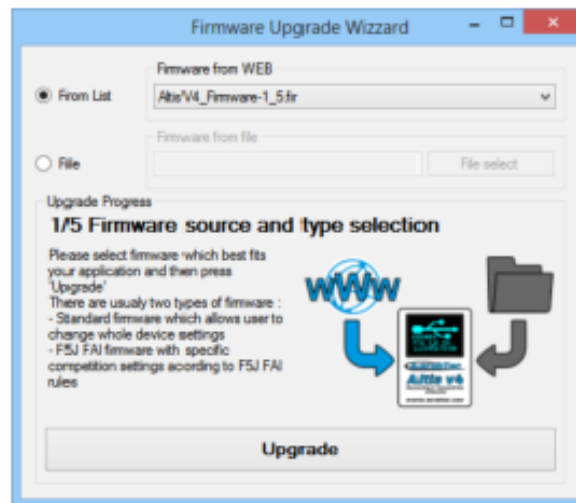 Firmware Upgrade Wizzard
Firmware from WEB
From List
AltisV4_Firmware-1_5.fir
Firmware from file
File
File select
Upgrade Progress
1/5 Firmware source and type selection
Please select firmware which best fits
your application and then press
'Upgrade'
There are usualy two types of firmware :
- Standard firmware which allows user to
change whole device settings
- F5J FAI firmware with specific
competition settings acording to F5J FAI
rules
WWW
Altis v4
Upgrade